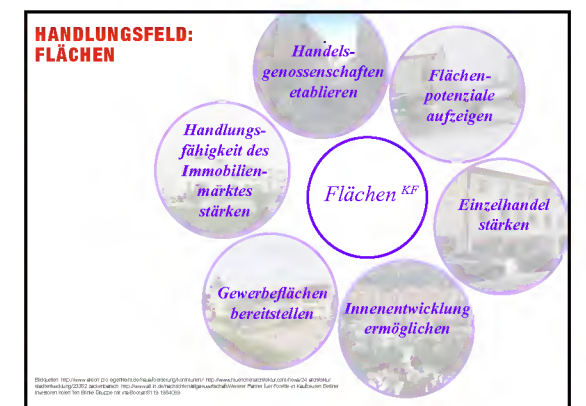 HANDLUNGSFELD:
FLÄCHEN
Handels-
genossenschaften
etablieren
Flächen-
potenziale
aufzeigen
Handlungs-
fähigkeit des
Immobilien-
marktes
stärken
Flächen KF
Einzelhandel
stärken
Gewerbeflächen
bereitstellen
Innenentwicklung
ermöglichen